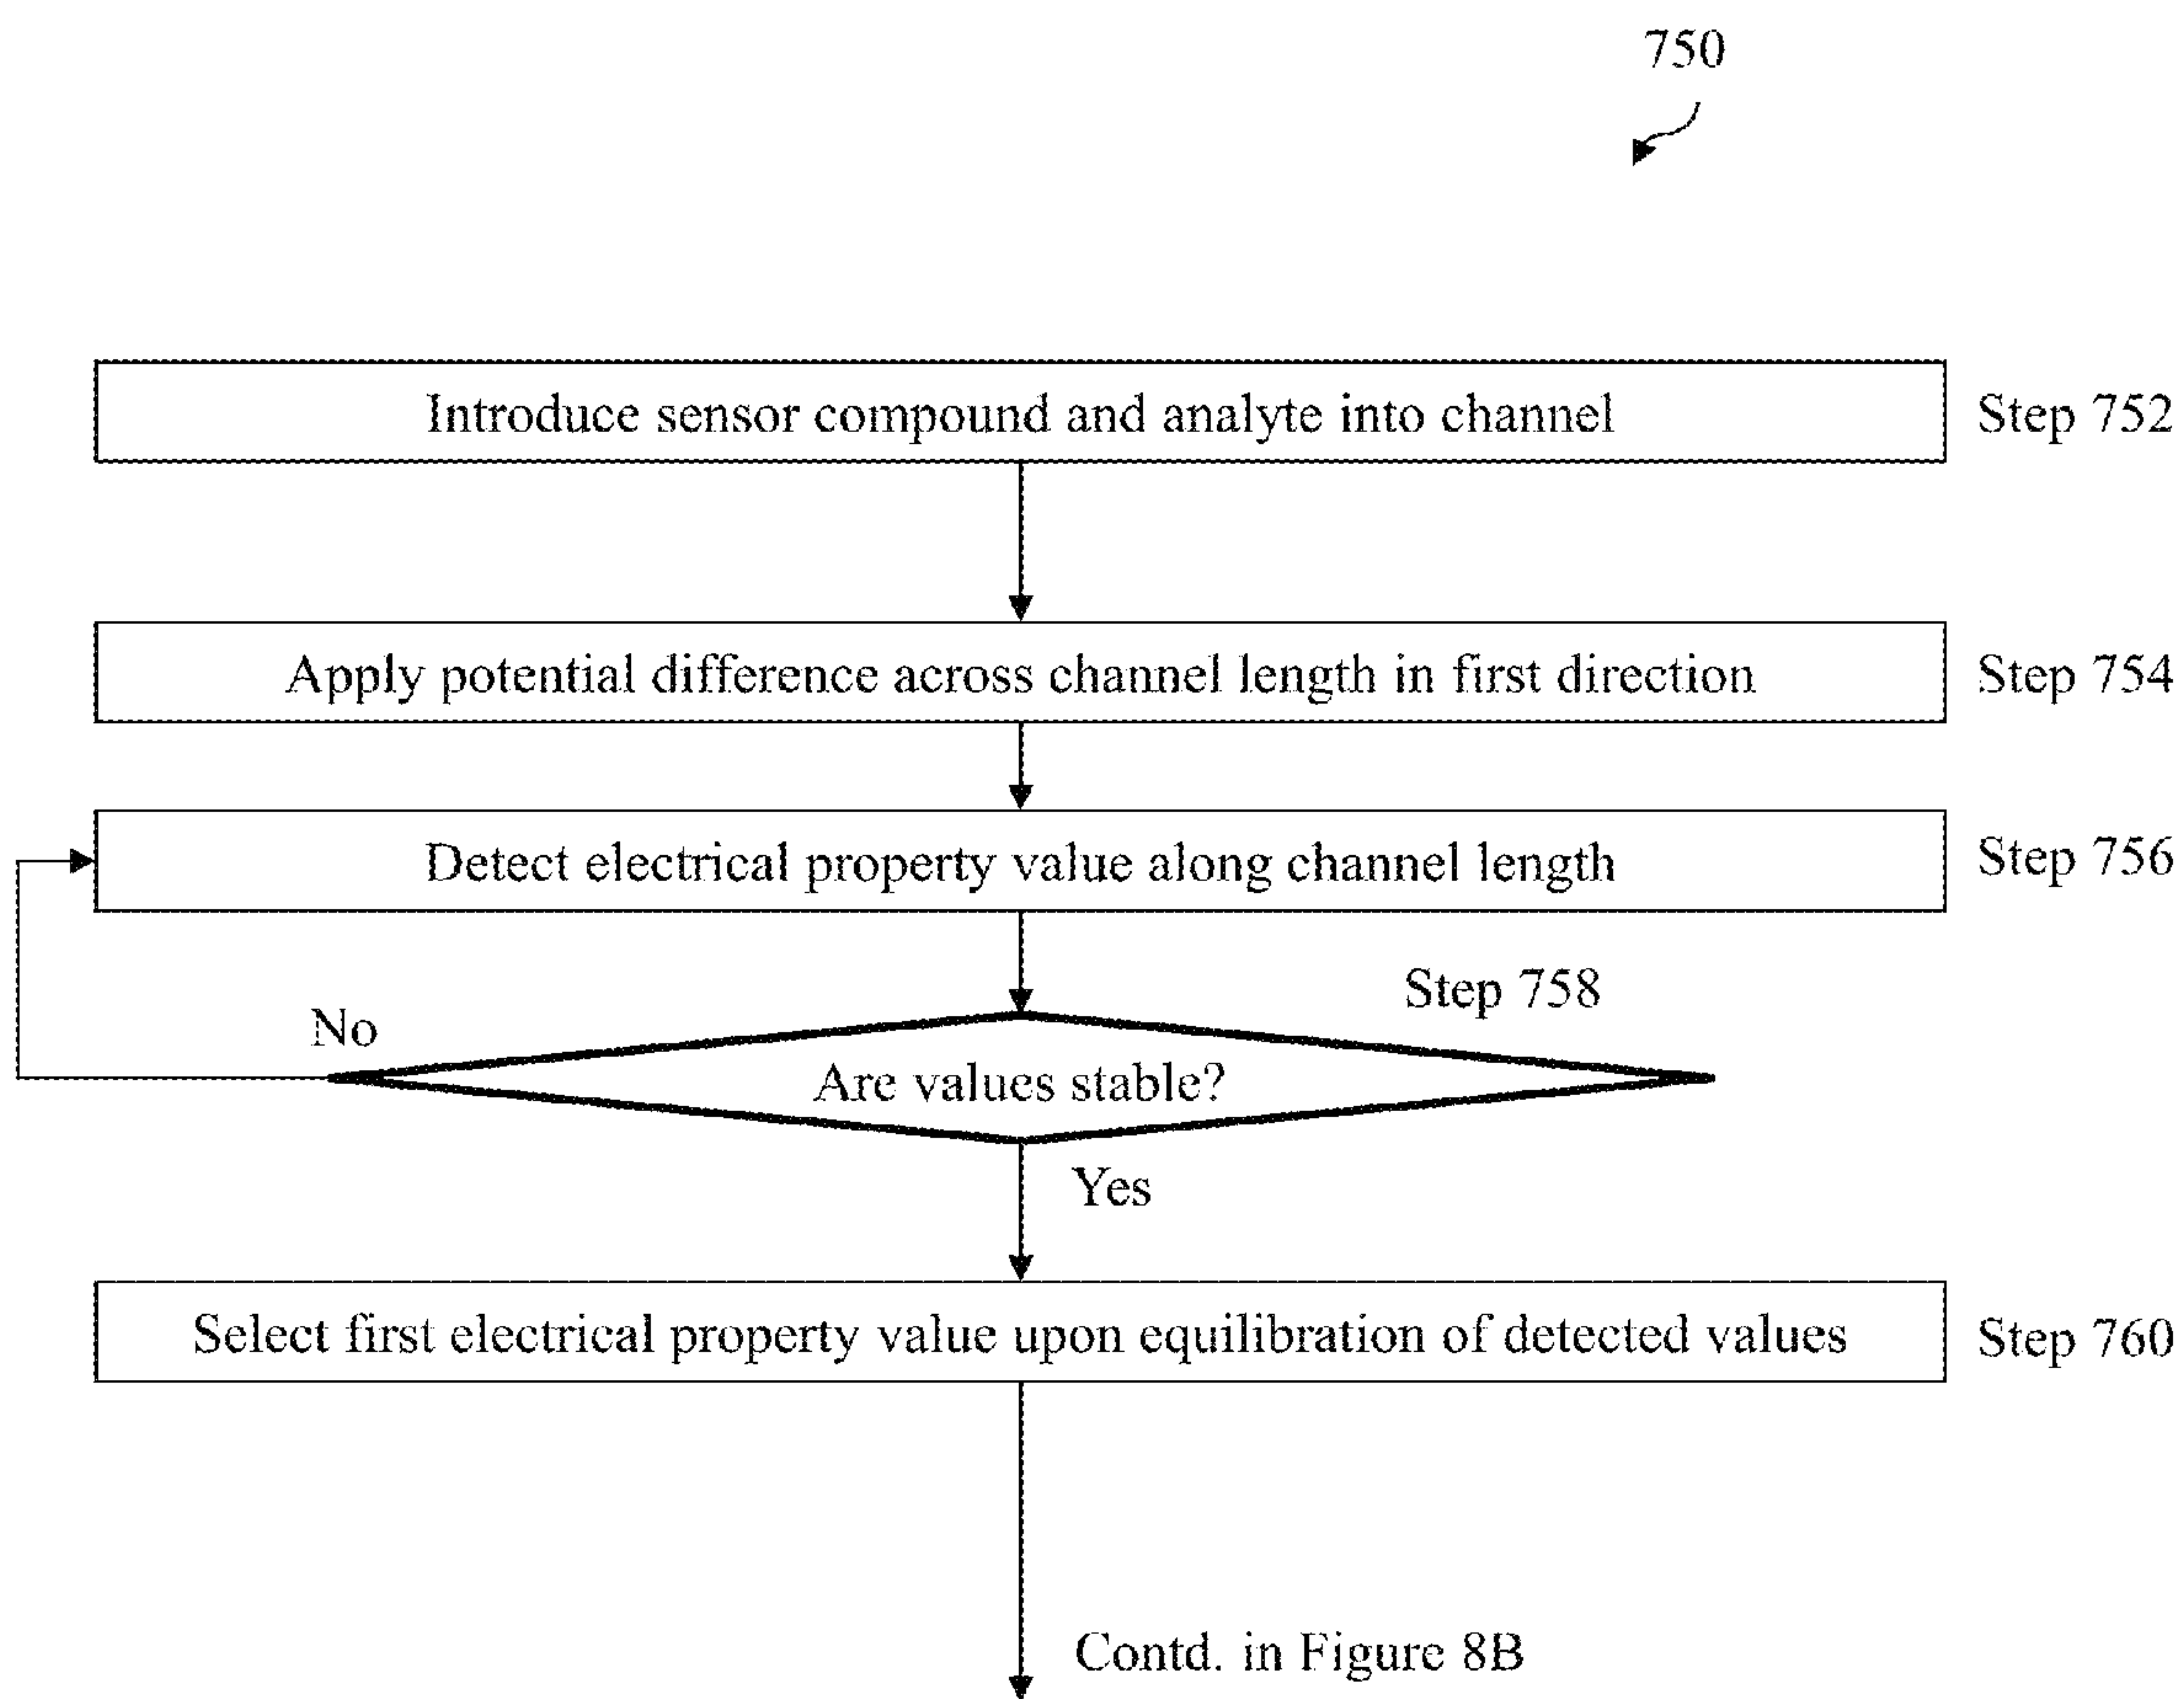 750
Introduce sensor compound and analyte into channel
Step 752
Apply potential difference across channel length in first direction
Step 754
Detect electrical property value along channel length
Step 756
Step 758
No
Are values stable?
Yes
Select first electrical property value upon equilibration of detected values
Step 760
Contd. in Figure 8B